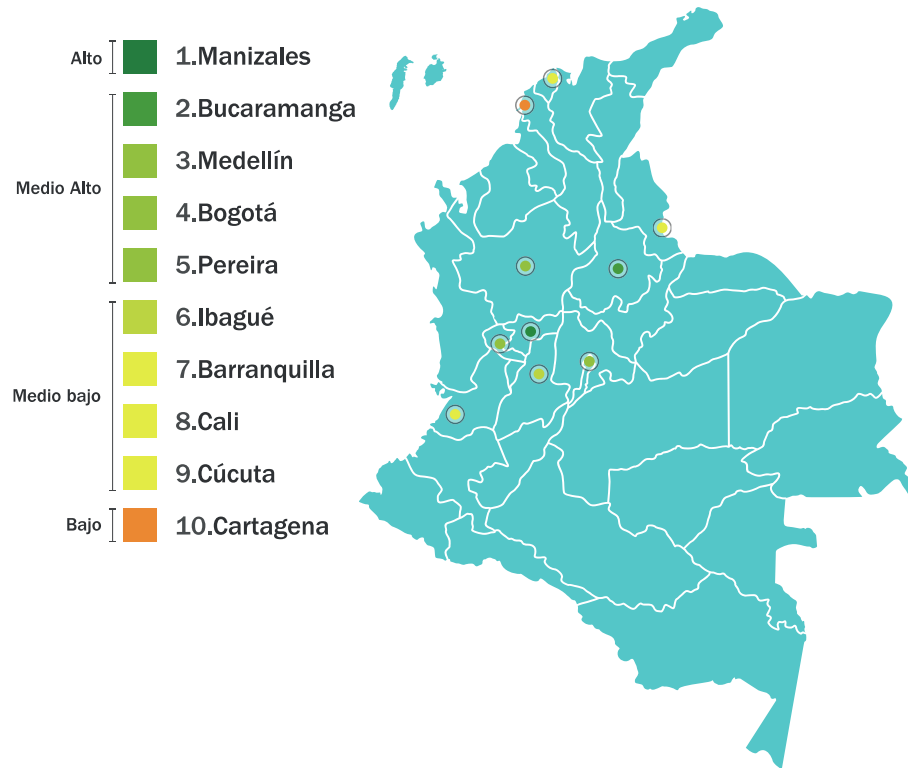 Alto
1.Manizales
2.Bucaramanga
3.Medellín
Medio Alto
4.Bogotá
5.Pereira
6.Ibagué
7.Barranquilla
Medio bajo
8.Cali
9.Cúcuta
Bajo
10.Cartagena